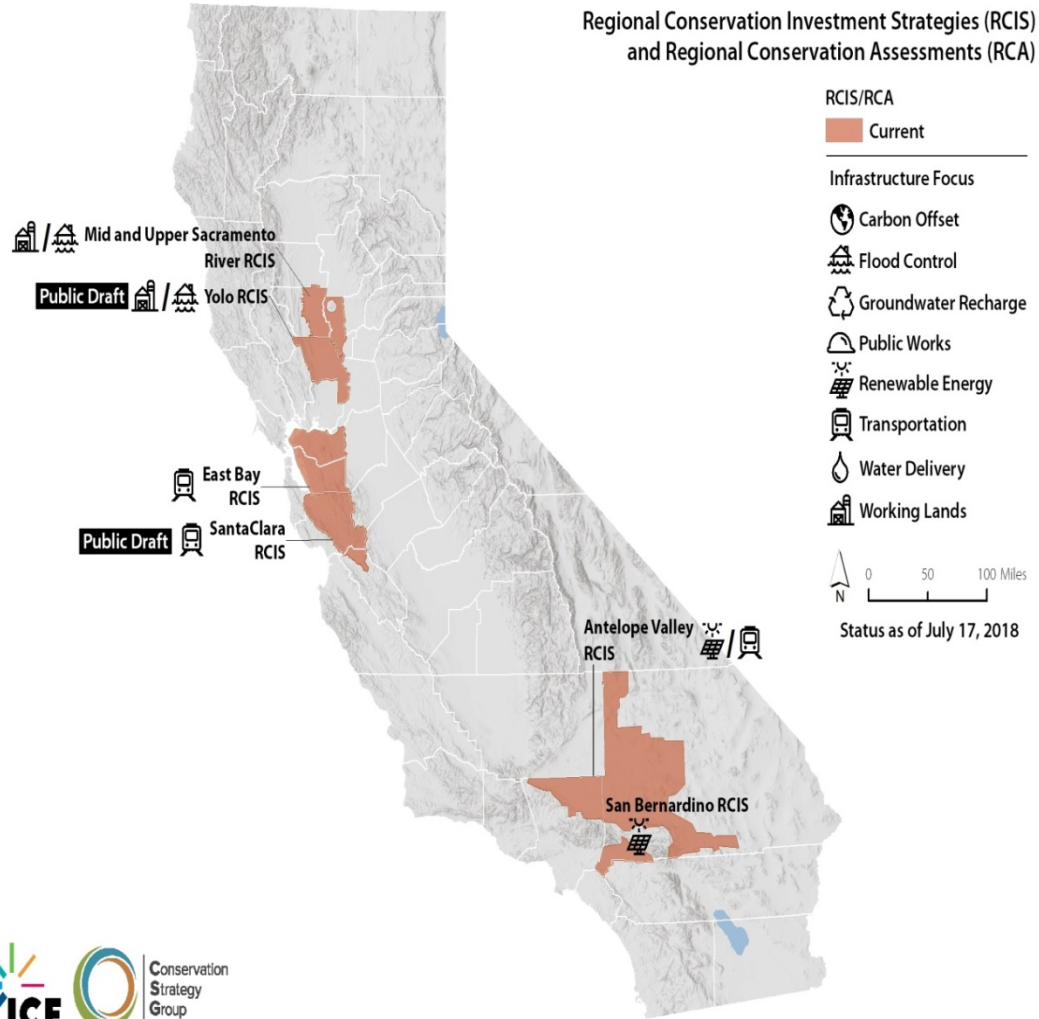 Regional Conservation Investment Strategies (RCIS)
and Regional Conservation Assessments (RCA)
RCIS/RCA
Current
Infrastructure Focus
Carbon Offset
Flood Control
Groundwater Recharge
Public Works
Renewable Energy
Transportation
Water Delivery
Working Lands
N
0 50 100 Miles
Status as of July 17, 2018
/ Mid and Upper Sacramento
River RCIS
Public Draft / Yolo RCIS
East Bay
RCIS
Public Draft SantaClara
RCIS
Antelope Valley /
RCIS
San Bernardino RCIS
ICF
Conservation
Strategy
Group